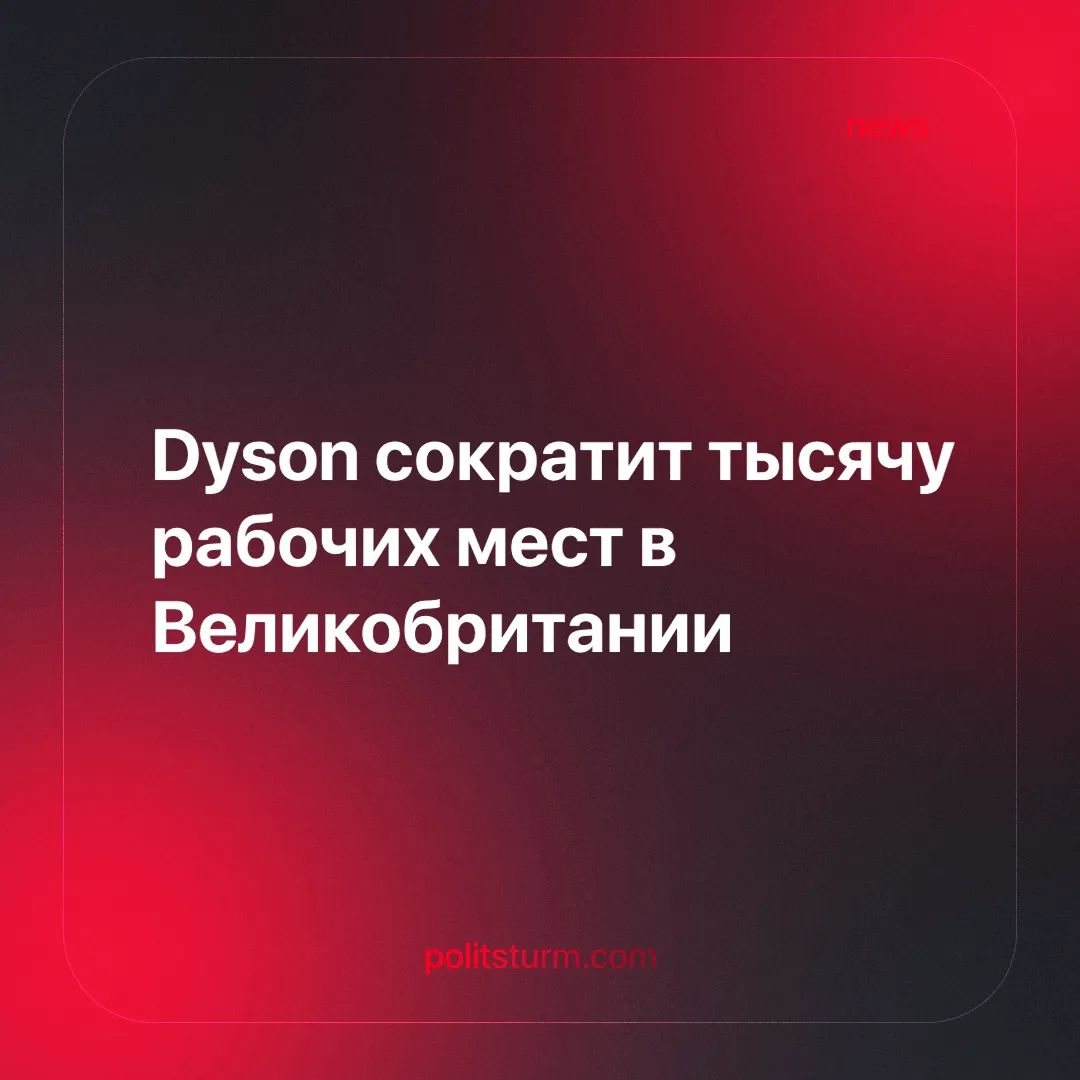 news
Dyson сократит тысячу
рабочих мест в
Великобритании
politsturm.com